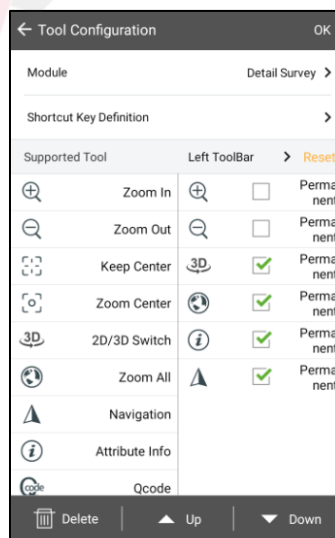 Tool Configuration OK
Module Detail Survey
Shortcut Key Definition
Supported Tool Left ToolBar Reset
Zoom In Perma
nent
Zoom Out Perma
nent
Keep Center 3D Perma
nent
Zoom Center Perma
nent
3D 2D/3D Switch i Perma
nent
Zoom All Perma
nent
Navigation
i Attribute Info
code Qcode
Delete Up Down